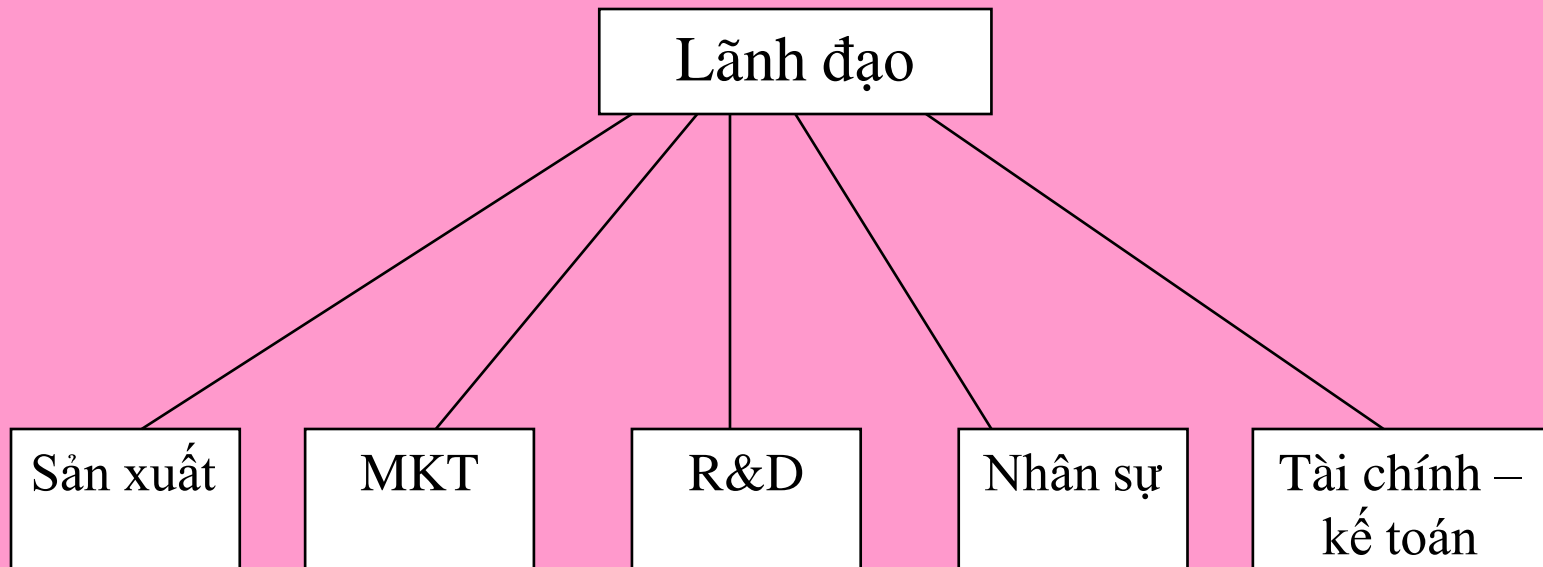 Lãnh đạo
Sản xuất
MKT
R&D
Nhân sự
Tài chính –
kế toán